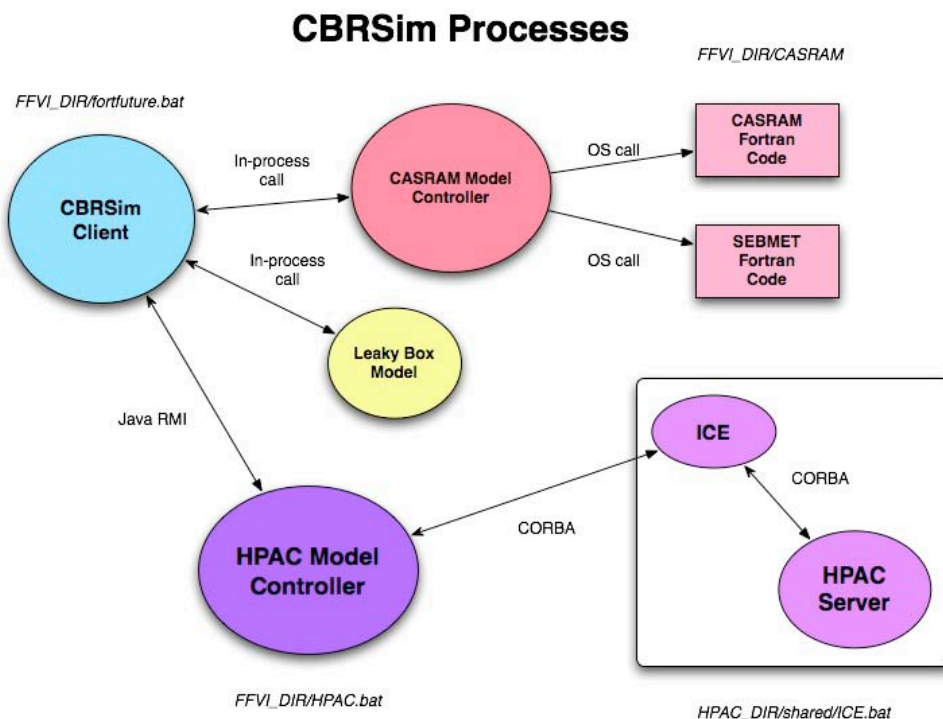 CBRSim Processes
FFVI_DIR/CASRAM
FFVI_DIR/fortfuture.bat
CBRSim
Client
In-process
call
CASRAM Model
Controller
OS call
CASRAM
Fortran
Code
In-process
call
OS call
SEBMET
Fortran
Code
Leaky Box
Model
Java RMI
ICE
CORBA
CORBA
HPAC Model
Controller
HPAC
Server
FFVI_DIR/HPAC.bat
HPAC_DIR/shared/ICE.bat